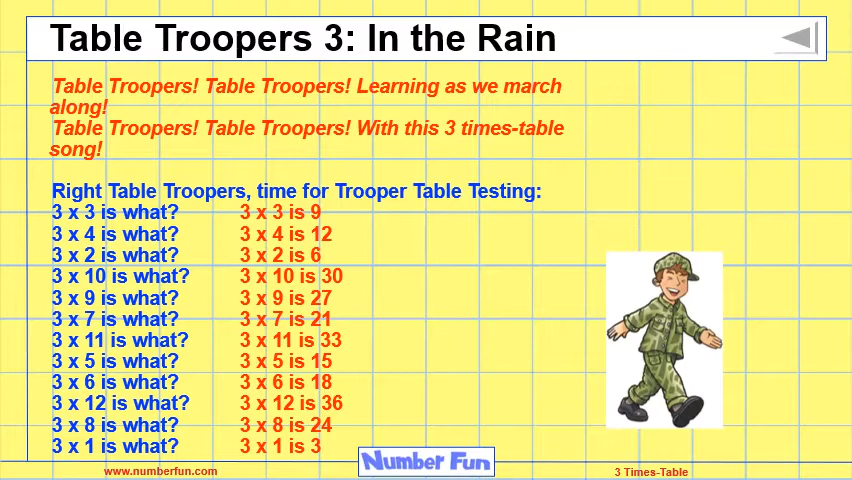 Table Troopers 3: In the Rain
Table Troopers! Table Troopers! Learning as we march
along!
Table Troopers! Table Troopers! With this 3 times-table
song!
Right Table Troopers, time for Trooper Table Testing:
3 x 3 is what? 3 x 3 is 9
3 x 4 is what? 3 x 4 is 12
3 x 2 is what? 3 x 2 is 6
3 x 10 is what? 3 x 10 is 30
3 x 9 is what? 3 x 9 is 27
3 x 7 is what? 3 x 7 is 21
3 x 11 is what? 3 x 11 is 33
3 x 5 is what? 3 x 5 is 15
3 x 6 is what? 3 x 6 is 18
3 x 12 is what? 3 x 12 is 36
3 x 8 is what? 3 x 8 is 24
3 x 1 is what? 3 x 1 is 3
www.numberfun.com Number Fun 3 Times-Table